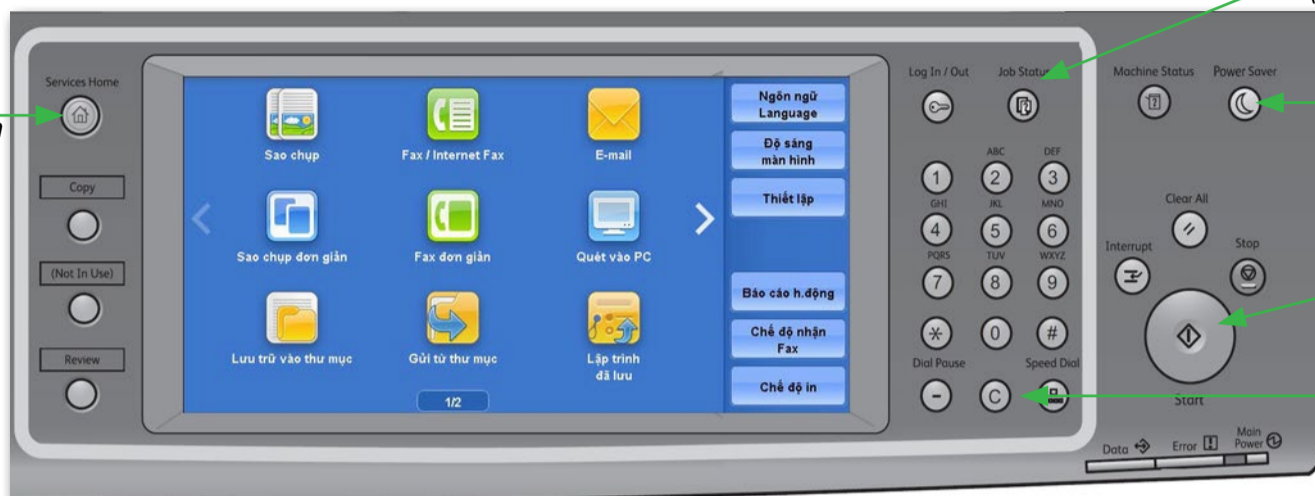 Services Home
Copy
(Not In Use)
Review
Sao chụp
Fax / Internet Fax
E-mail
Sao chụp đơn giản
Fax đơn giản
Quét vào PC
Lưu trữ vào thư mục
Gửi từ thư mục
Lập trình
đã lưu
1/2
Ngôn ngữ
Language
Độ sáng
màn hình
Thiết lập
Báo cáo h.động
Chế độ nhận
Fax
Chế độ in
Log In / Out
Job Status
Machine Status
Power Saver
ABC DEF
1 2 3
GHI JKL MNO
4 5 6
PQRS TUV WXYZ
7 8 9
* 0 #
Dial Pause
Speed Dial
- C
Clear All
Interrupt
Stop
Start
Data
Error
Main
Power